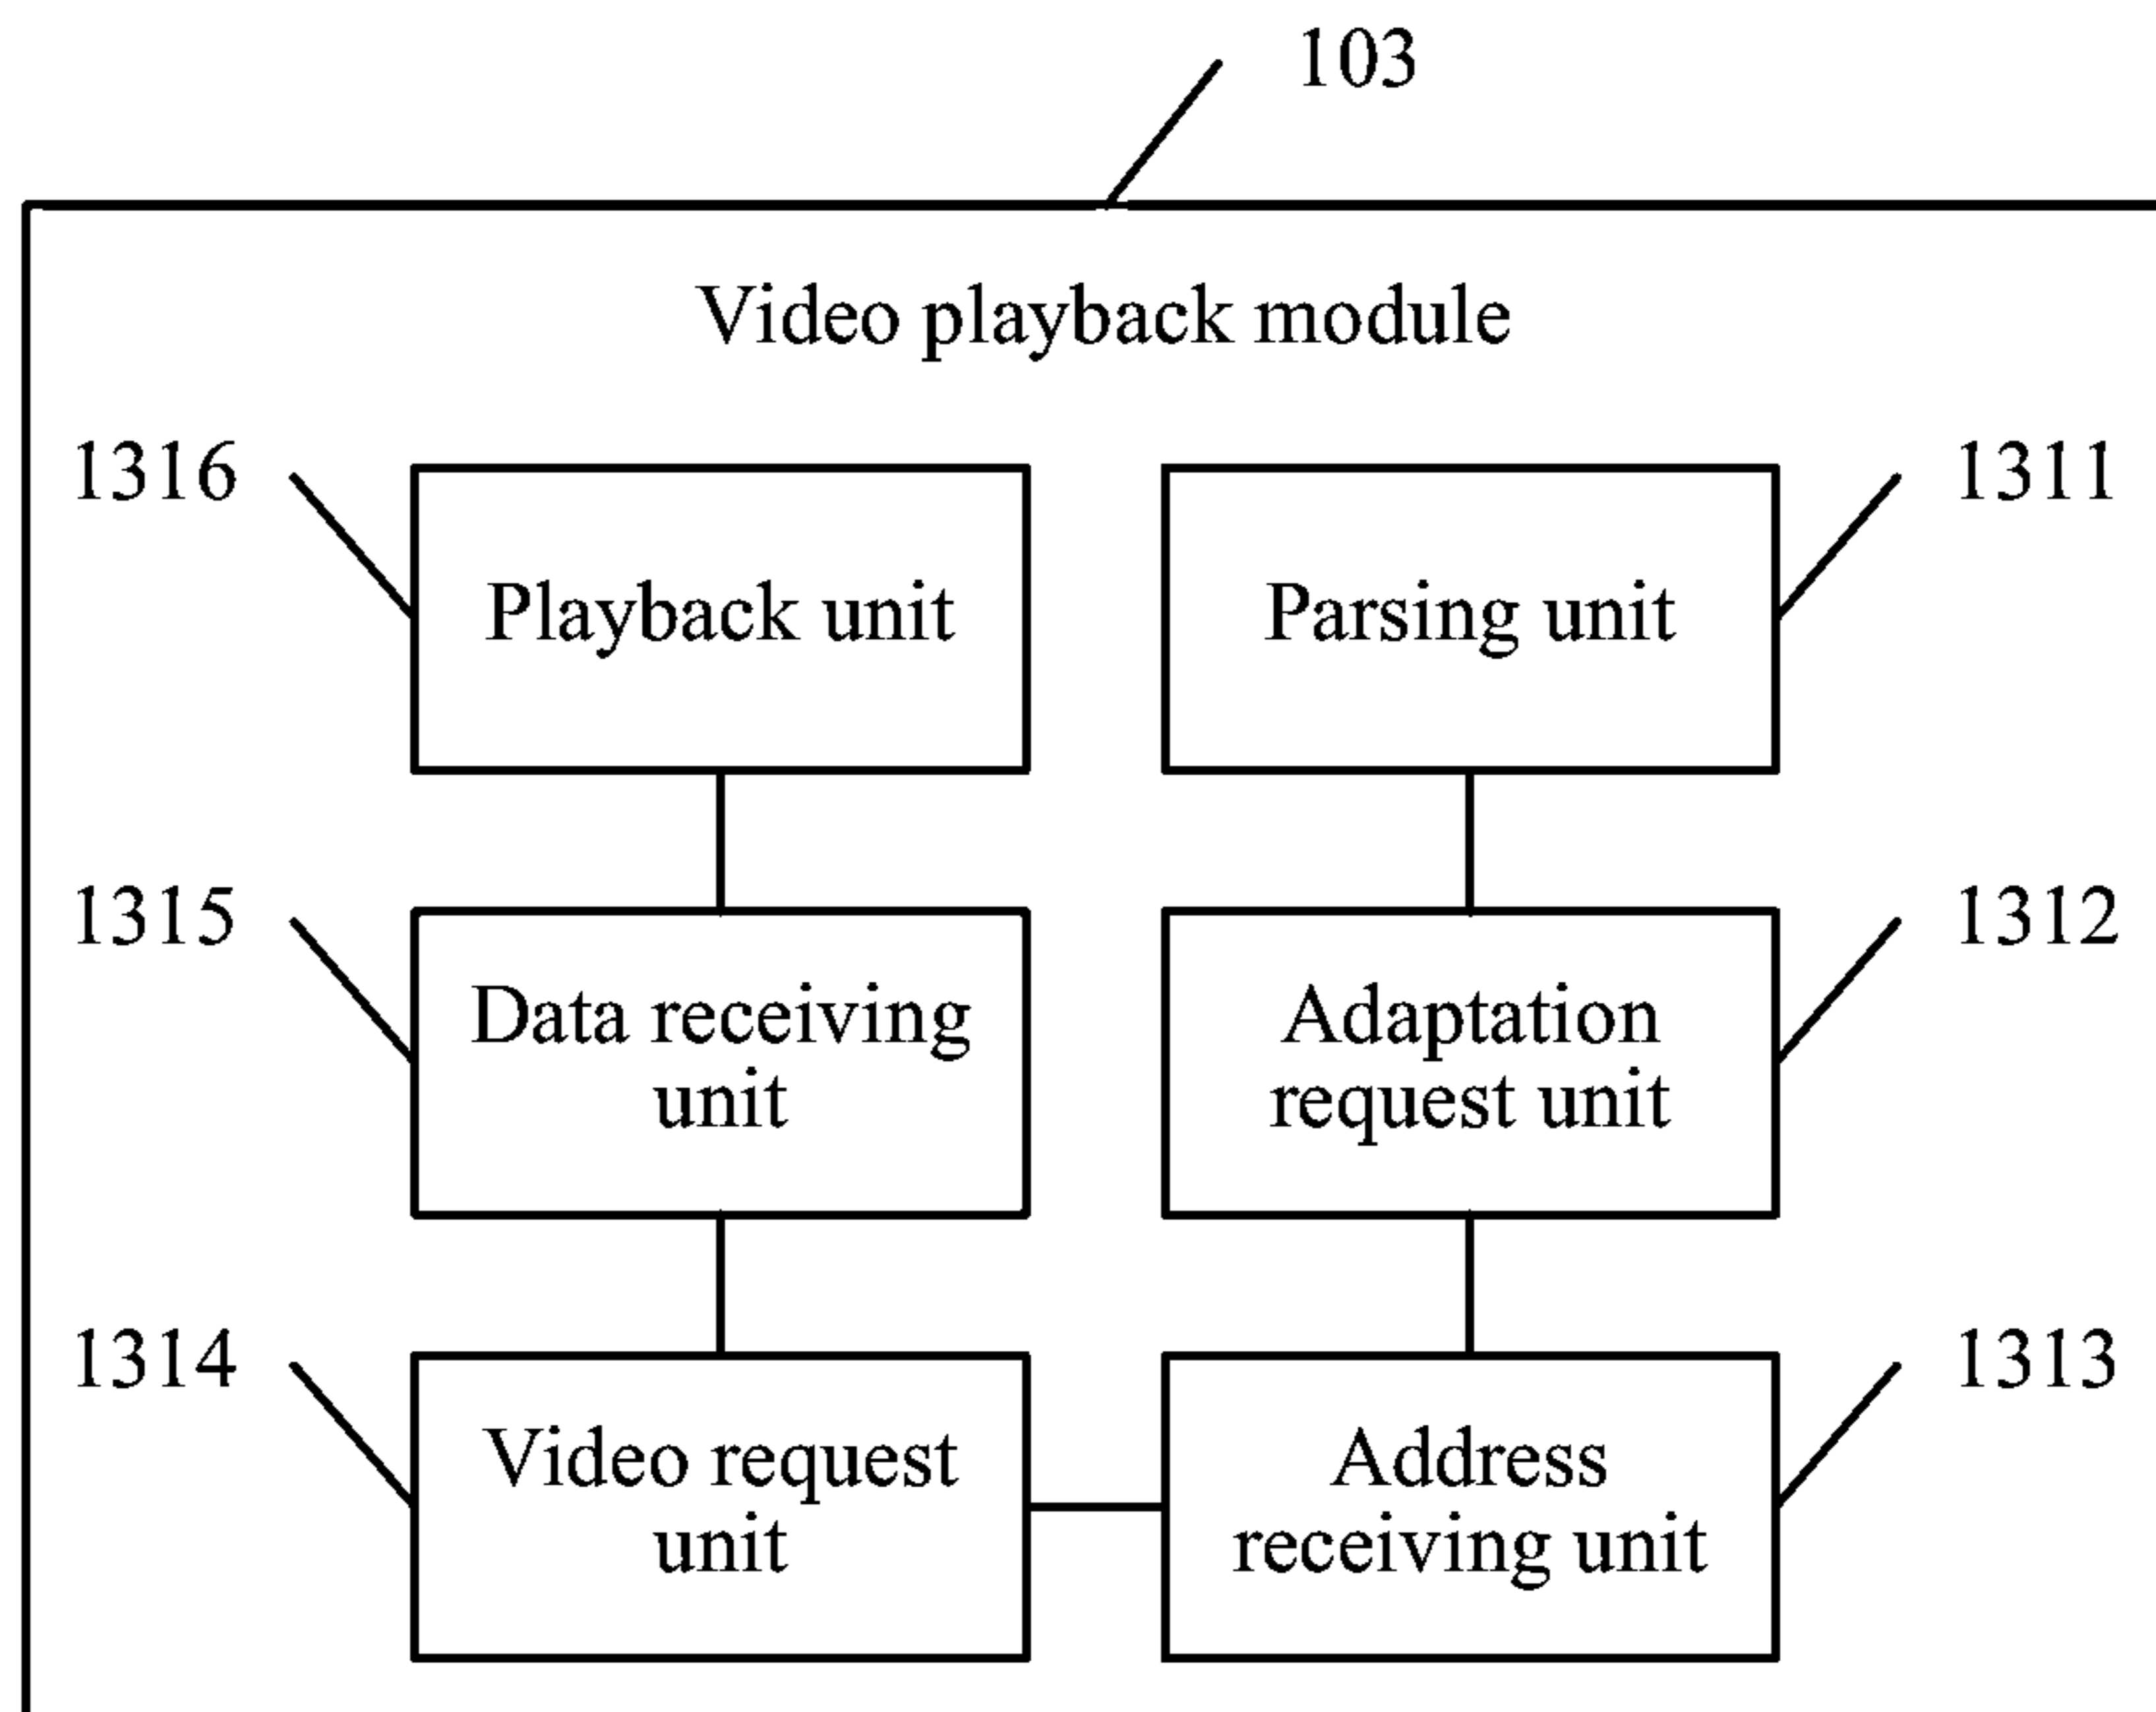 103
Video playback module
1316
Playback unit
Parsing unit
1311
1315
Data receiving
unit
Adaptation
request unit
1312
1314
Video request
unit
Address
receiving unit
1313